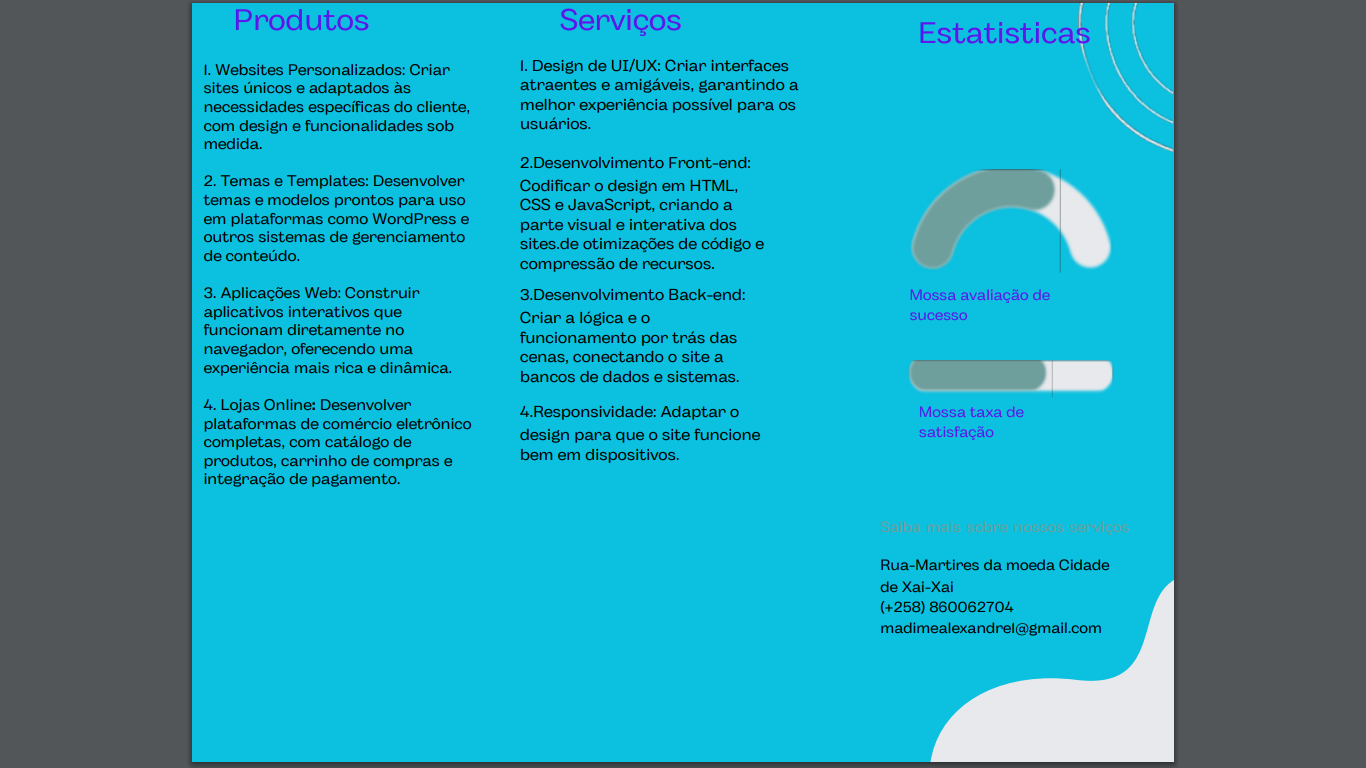 Produtos
1. Websites Personalizados: Criar
sites únicos e adaptados às
necessidades específicas do cliente,
com design e funcionalidades sob
medida.
2. Temas e Templates: Desenvolver
temas e modelos prontos para uso
em plataformas como WordPress e
outros sistemas de gerenciamento
de conteúdo.
3. Aplicações Web: Construir
aplicativos interativos que
funcionam diretamente no
navegador, oferecendo uma
experiência mais rica e dinâmica.
4. Lojas Online: Desenvolver
plataformas de comércio eletrônico
completas, com catálogo de
produtos, carrinho de compras e
integração de pagamento.
Serviços
1. Design de UI/UX: Criar interfaces
atraentes e amigáveis, garantindo a
melhor experiência possível para os
usuários.
2.Desenvolvimento Front-end:
Codificar o design em HTML,
CSS e JavaScript, criando a
parte visual e interativa dos
sites.de otimizações de código e
compressão de recursos.
3.Desenvolvimento Back-end:
Criar a lógica e o
funcionamento por trás das
cenas, conectando o site a
bancos de dados e sistemas.
4.Responsividade: Adaptar o
design para que o site funcione
bem em dispositivos.
Estatisticas
Mossa avaliação de
sucesso
Mossa taxa de
satisfação
Saiba mais sobre nossos serviços
Rua-Martires da moeda Cidade
de Xai-Xai
(+258) 860062704
madimealexandre1@gmail.com